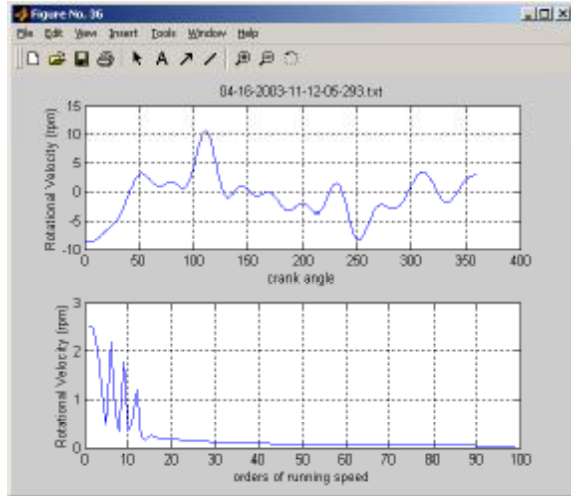 Figure No. 36
File Edit View Insert Tools Window Help
A
04-16-2003-11-12-05-293.txt
Rotational Velocity (rpm)
15
10
5
0
-5
-10
0 50 100 150 200 250 300 350 400
crank angle
Rotational Velocity (rpm)
3
2
1
0
0 10 20 30 40 50 60 70 80 90 100
orders of running speed